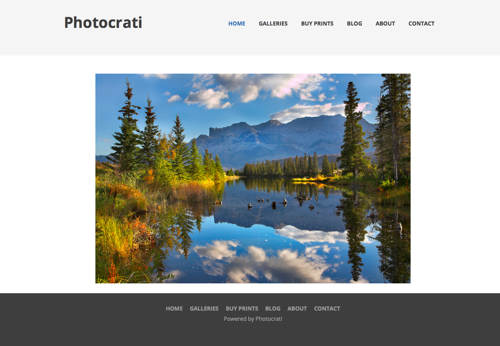 Photocrati
HOME GALLERIES BUY PRINTS BLOG ABOUT CONTACT
HOME GALLERIES BUY PRINTS BLOG ABOUT CONTACT
Powered by Photocrati